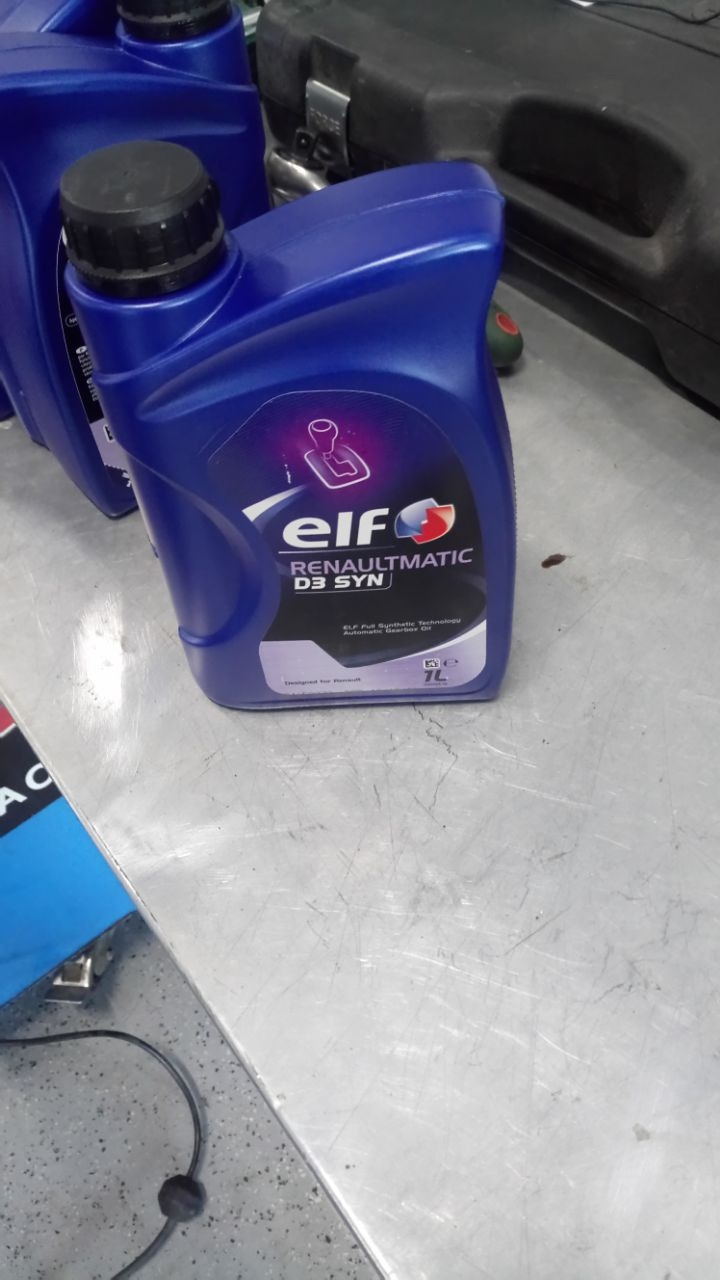 elf
RENAULTMATIC
D3 SYN
ELF Full Synthetic Technology
Automatic Gearbox Oil
Designed for Renault
1L
A C